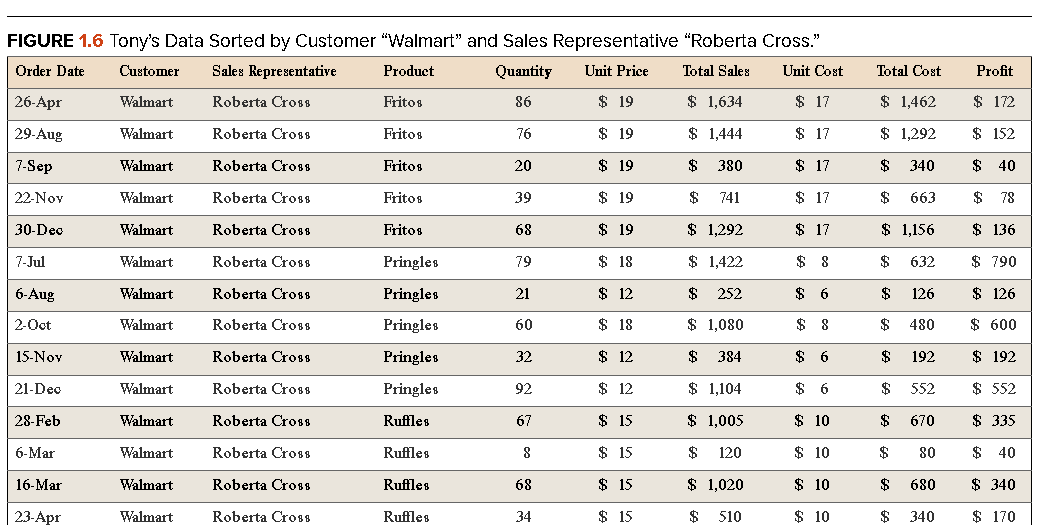 FIGURE 1.6 Tony’s Data Sorted by Customer “Walmart” and Sales Representative “Roberta Cross.”
Order Date Customer Sales Representative Product Quantity Unit Price Total Sales Unit Cost Total Cost Profit
26-Apr Walmart Roberta Cross Fritos 86 $ 19 $ 1,634 $ 17 $ 1,462 $ 172
29-Aug Walmart Roberta Cross Fritos 76 $ 19 $ 1,444 $ 17 $ 1,292 $ 152
7-Sep Walmart Roberta Cross Fritos 20 $ 19 $ 380 $ 17 $ 340 $ 40
22-Nov Walmart Roberta Cross Fritos 39 $ 19 $ 741 $ 17 $ 663 $ 78
30-Dec Walmart Roberta Cross Fritos 68 $ 19 $ 1,292 $ 17 $ 1,156 $ 136
7-Jul Walmart Roberta Cross Pringles 79 $ 18 $ 1,422 $ 8 $ 632 $ 790
6-Aug Walmart Roberta Cross Pringles 21 $ 12 $ 252 $ 6 $ 126 $ 126
2-Oct Walmart Roberta Cross Pringles 60 $ 18 $ 1,080 $ 8 $ 480 $ 600
15-Nov Walmart Roberta Cross Pringles 32 $ 12 $ 384 $ 6 $ 192 $ 192
21-Dec Walmart Roberta Cross Pringles 92 $ 12 $ 1,104 $ 6 $ 552 $ 552
28-Feb Walmart Roberta Cross Ruffles 67 $ 15 $ 1,005 $ 10 $ 670 $ 335
6-Mar Walmart Roberta Cross Ruffles 8 $ 15 $ 120 $ 10 $ 80 $ 40
16-Mar Walmart Roberta Cross Ruffles 68 $ 15 $ 1,020 $ 10 $ 680 $ 340
23-Apr Walmart Roberta Cross Ruffles 34 $ 15 $ 510 $ 10 $ 340 $ 170